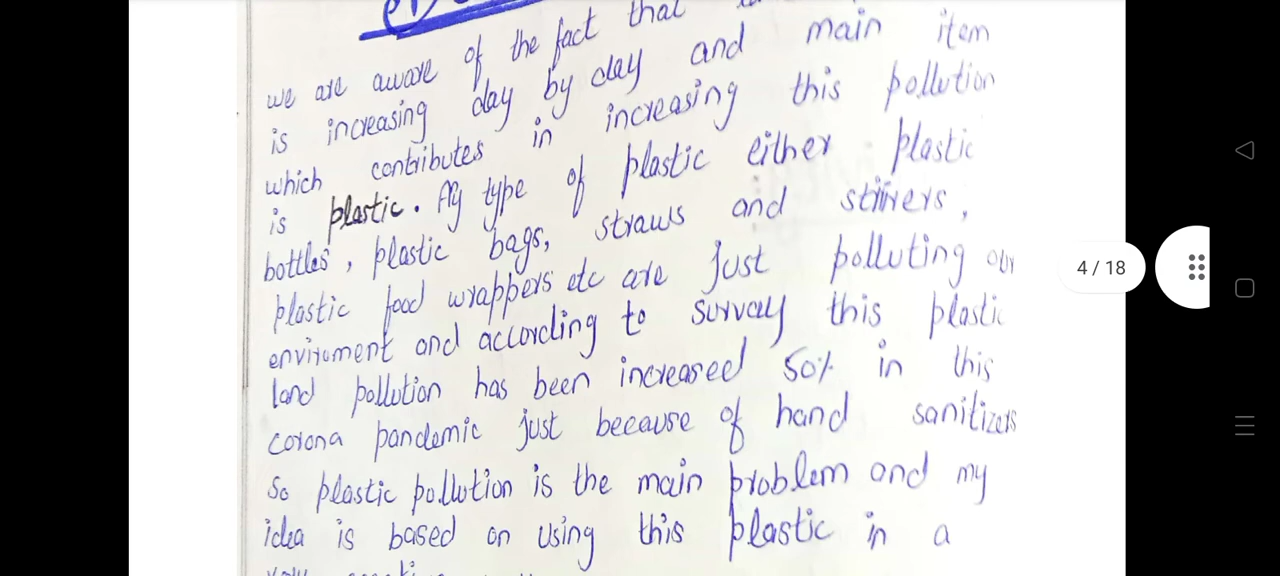 we are aware of the fact that
is increasing day by day and main item
which contributes in increasing this pollution
is plastic. Any type of plastic either plastic
bottles, plastic bags, straws and stirrers,
plastic food wrappers etc are just polluting our
enviroment and according to survay this plastic
land pollution has been increased 50% in this
corona pandemic just because of hand sanitizers
So plastic pollution is the main problem and my
idea is based on using this plastic in a
4 / 18